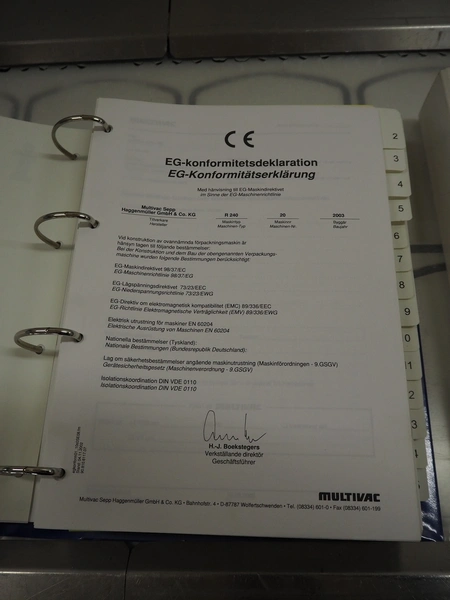 CE
EG-konformitetsdeklaration
EG-Konformitätserklärung
Med hänvisning till EG-Maskindirektivet
im Sinne der EG-Maschinenrichtlinie
Multivac Sepp
Haggenmüller GmbH & Co. KG R 240 26 2003
Tillverkare Maskintyp Maskinnr. Byggår
Hersteller Maschinen-Typ Maschinen-Nr. Baujahr
Vid konstruktion av ovannämnda förpackningsmaskin är
hänsyn tagen till följande bestämmelser:
Bei der Konstruktion und dem Bau der obengenannten Verpackungs-
maschine wurden folgende Bestimmungen berücksichtigt:
EG-Maskindirektivet 98/37/EC
EG-Maschinenrichtlinie 98/37/EG
EG-Lågspänningsdirektivet 73/23/EEC
EG-Niederspannungsrichtlinie 73/23/EWG
EG-Direktiv om elektromagnetisk kompatibilitet (EMC) 89/336/EEC
EG-Richtlinie Elektromagnetische Verträglichkeit (EMV) 89/336/EWG
Elektrisk utrustning för maskiner EN 60204
Elektrische Ausrüstung von Maschinen EN 60204
Nationella bestämmelser (Tyskland):
Nationale Bestimmungen (Bundesrepublik Deutschland):
Lag om säkerhetsbestämmelser angående maskinutrustning (Maskinförordningen - 9.GSGV)
Gerätesicherheitsgesetz (Maschinenverordnung - 9.GSGV)
Isolationskoordination DIN VDE 0110
Isolationskoordination DIN VDE 0110
H.-J. Boekstegers
Verkställande direktör
Geschäftsführer
MULTIVAC
Multivac Sepp Haggenmüller GmbH & Co. KG • Bahnhofstr. 4 • D-87787 Wolfertschwenden • Tel. (08334) 601-0 • Fax (08334) 601-199
2
3
4
5
6
7
8
9
10
11
12